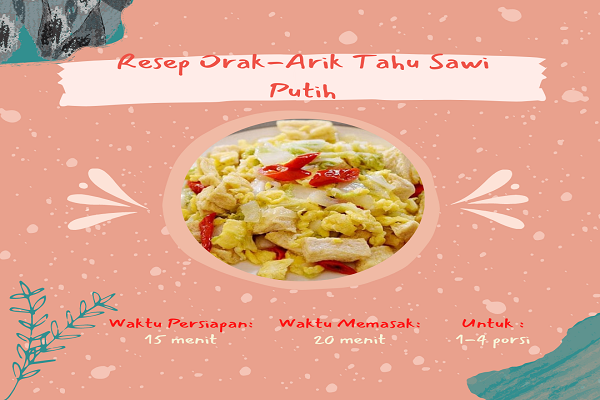 Resep Orak-Arik Tahu Sawi
Putih
Waktu Persiapan: Waktu Memasak: Untuk :
15 menit 20 menit 1-4 porsi